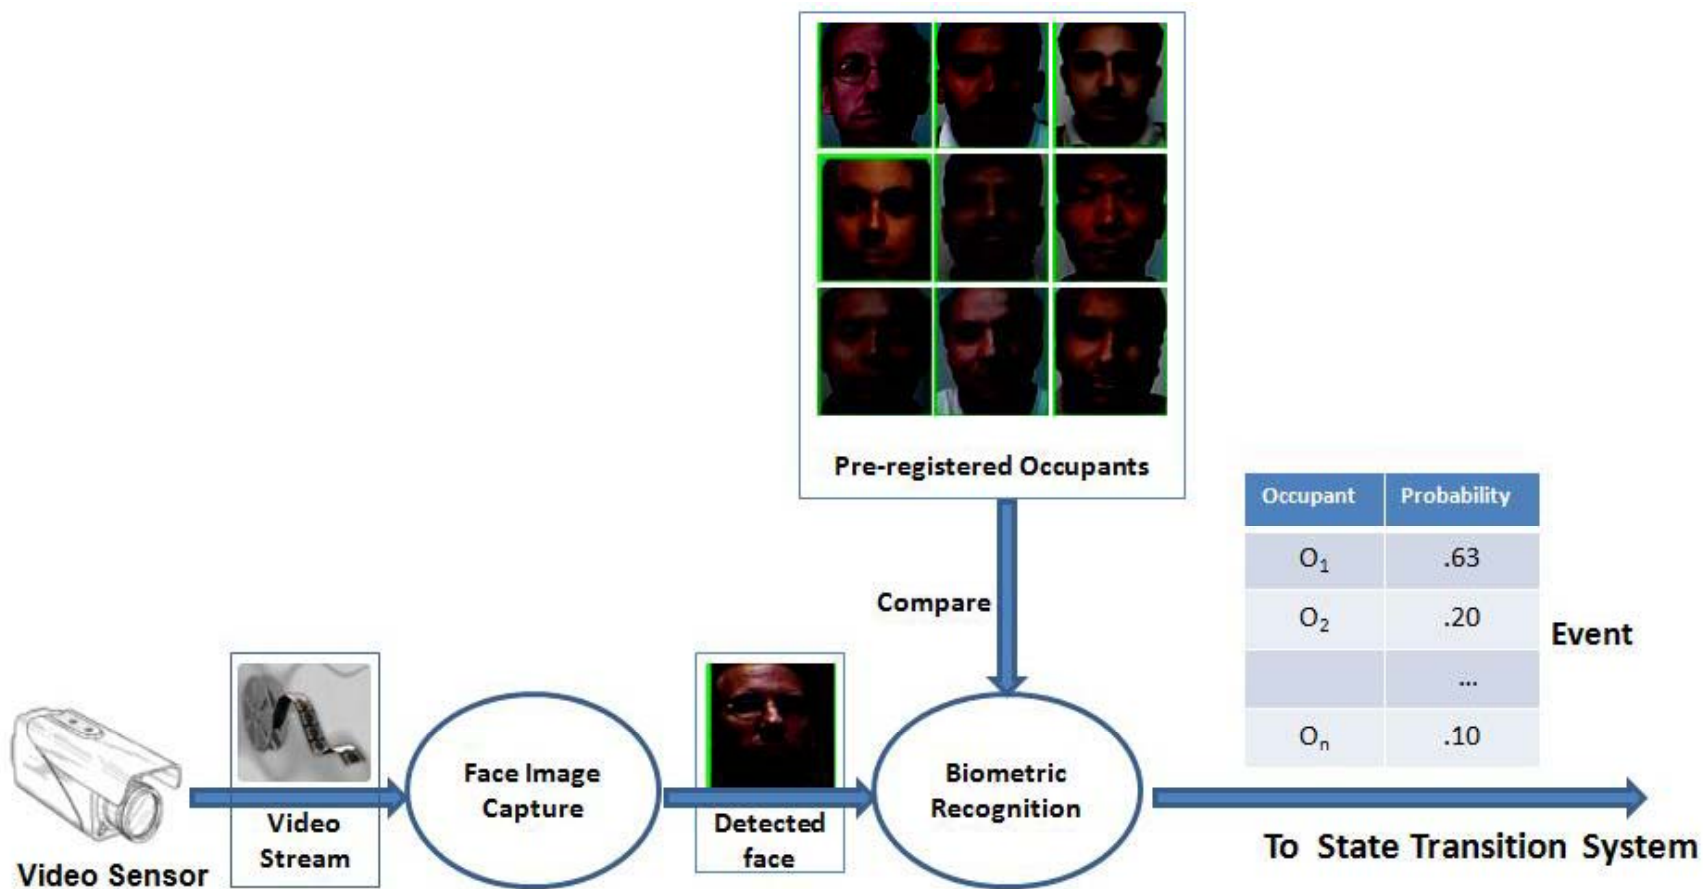 Pre-registered Occupants
Compare
Occupant Probability
O₁ .63
O₂ .20
...
Oₙ .10
Event
Video Sensor
Video
Stream
Face Image
Capture
Detected
face
Biometric
Recognition
To State Transition System